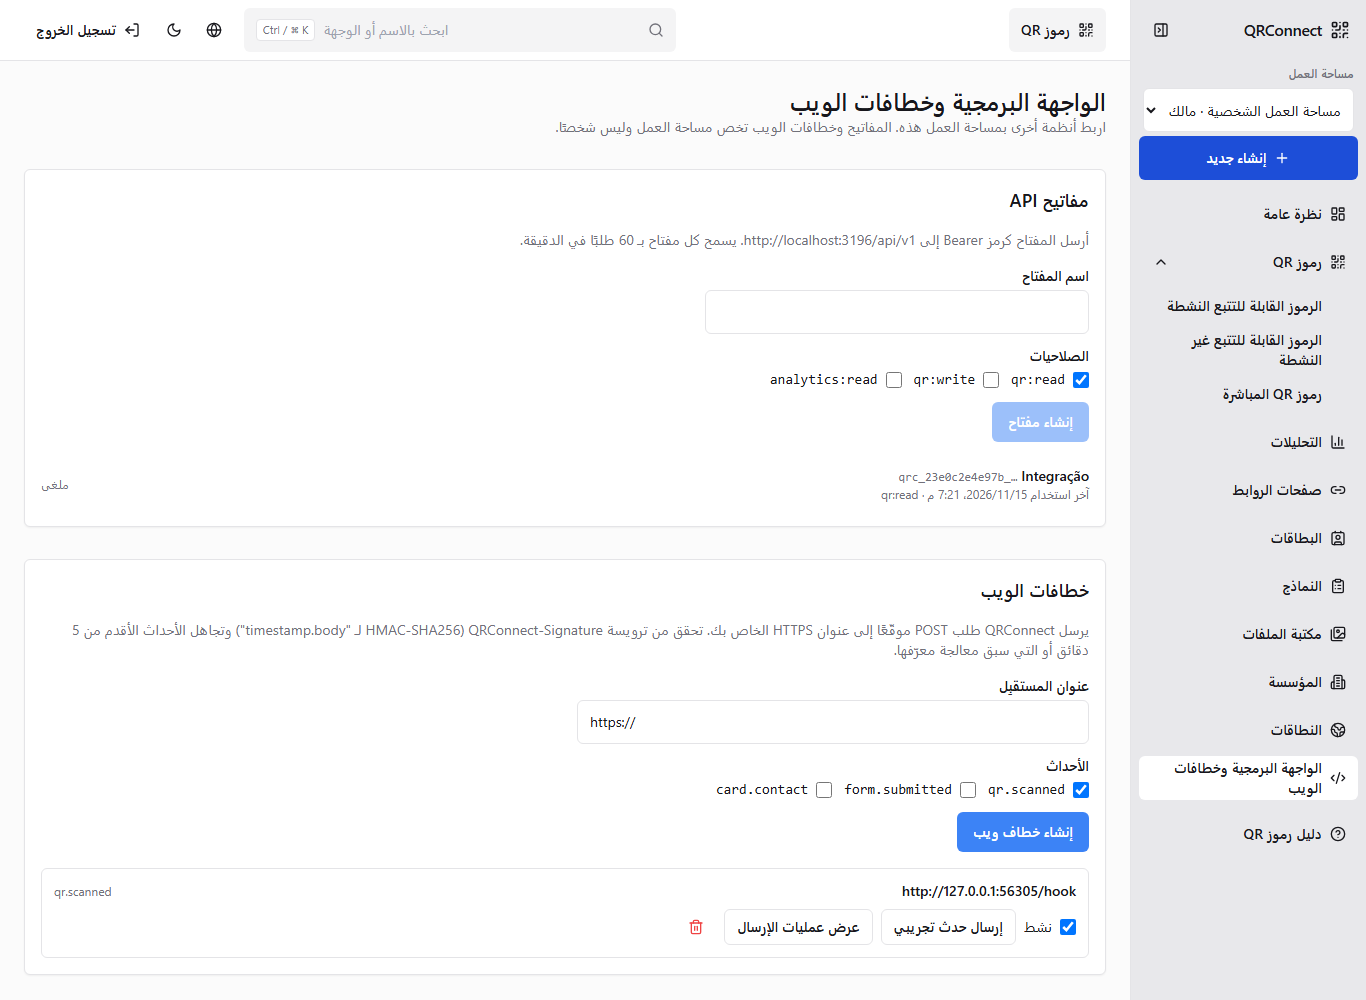 QRConnect
مساحة العمل
مساحة العمل الشخصية · مالك
إنشاء جديد
نظرة عامة
رموز QR
الرموز القابلة للتتبع النشطة
الرموز القابلة للتتبع غير
النشطة
رموز QR المباشرة
التحليلات
صفحات الروابط
البطاقات
النماذج
مكتبة الملفات
المؤسسة
النطاقات
الواجهة البرمجية وخطافات
الويب
دليل رموز QR
رموز QR
ابحث بالاسم أو الوجهة
Ctrl / ⌘ K
تسجيل الخروج
الواجهة البرمجية وخطافات الويب
اربط أنظمة أخرى بمساحة العمل هذه. المفاتيح وخطافات الويب تخص مساحة العمل وليس شخصًا.
مفاتيح API
أرسل المفتاح كرمز Bearer إلى http://localhost:3196/api/v1. يسمح كل مفتاح بـ 60 طلبًا في الدقيقة.
اسم المفتاح
الصلاحيات
qr:read qr:write analytics:read
إنشاء مفتاح
Integração qrc_23e0c2e4e97b_…
آخر استخدام 2026/11/15، 7:21 م · qr:read
ملغى
خطافات الويب
يرسل QRConnect طلب POST موقّعًا إلى عنوان HTTPS الخاص بك. تحقق من ترويسة QRConnect-Signature (HMAC-SHA256 لـ "timestamp.body") وتجاهل الأحداث الأقدم من 5
دقائق أو التي سبق معالجة معرّفها.
عنوان المستقبِل
https://
الأحداث
qr.scanned form.submitted card.contact
إنشاء خطاف ويب
http://127.0.0.1:56305/hook
qr.scanned
نشط
إرسال حدث تجريبي
عرض عمليات الإرسال